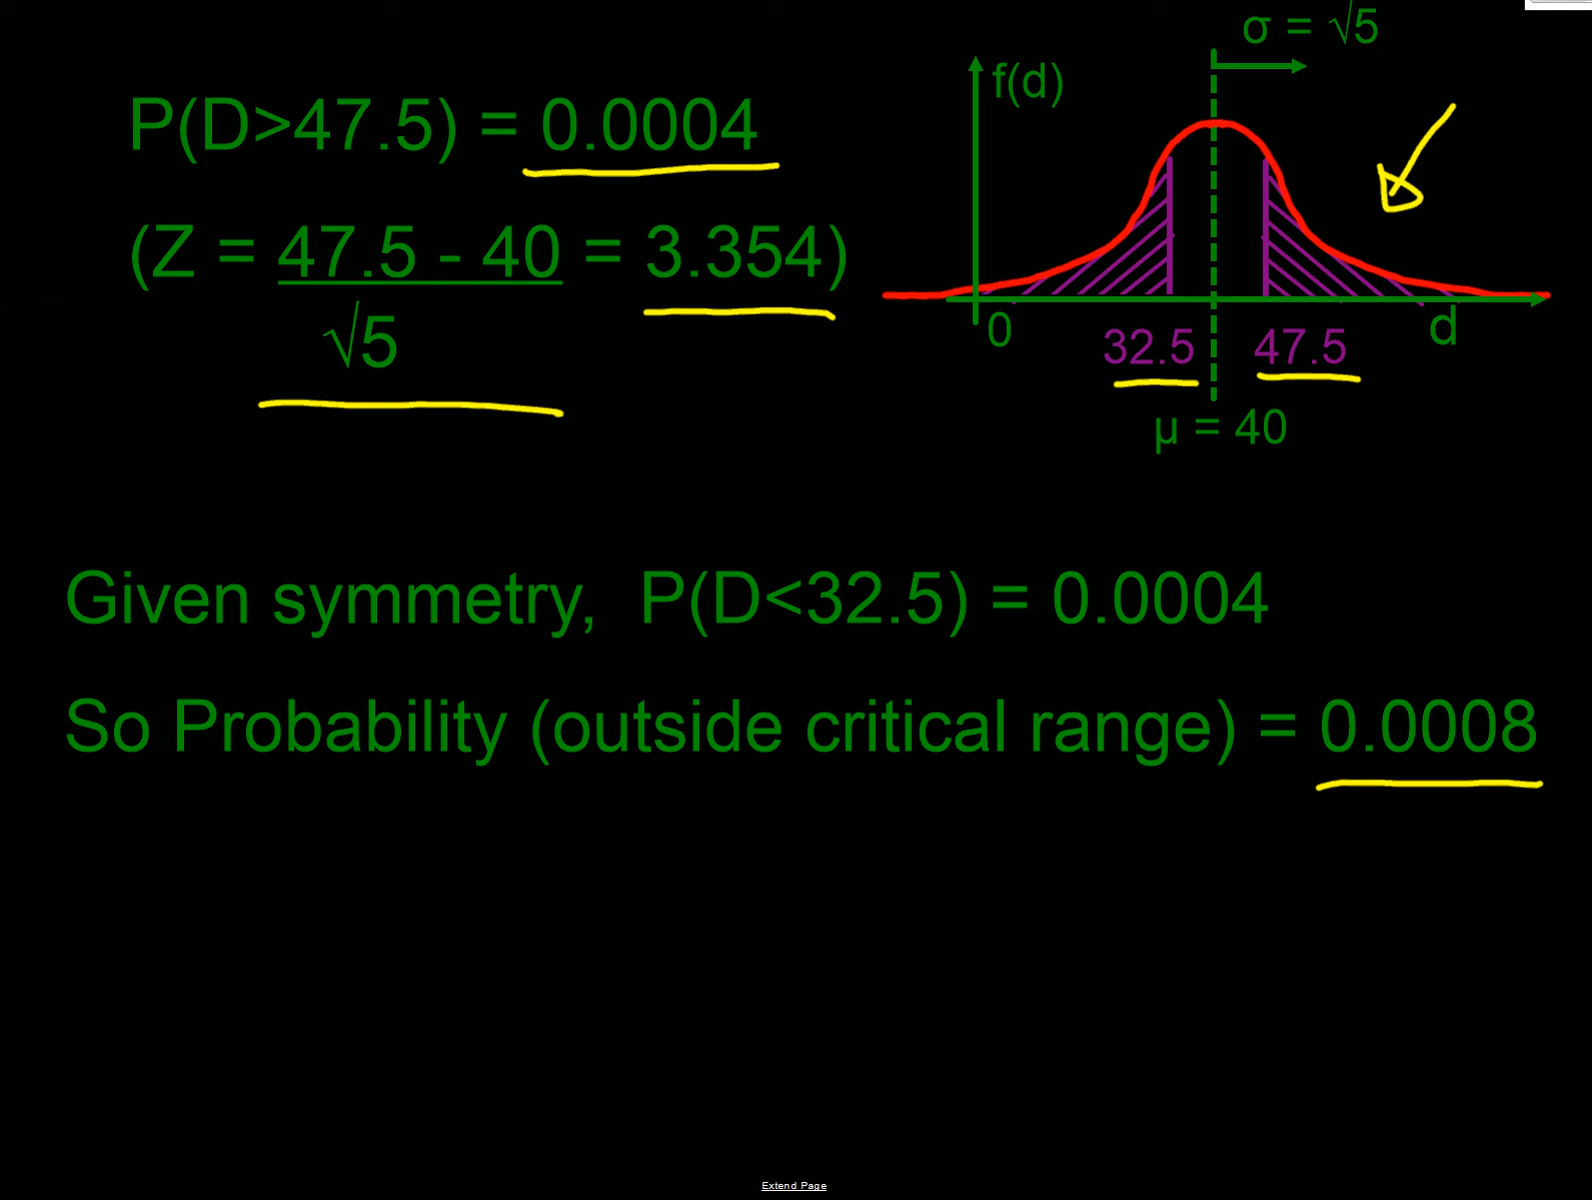 σ = √5
f(d)
P(D>47.5) = 0.0004
(Z = 47.5 - 40 = 3.354)
√5
0
d
32.5
47.5
μ = 40
Given symmetry, P(D<32.5) = 0.0004
So Probability (outside critical range) = 0.0008
Extend Page